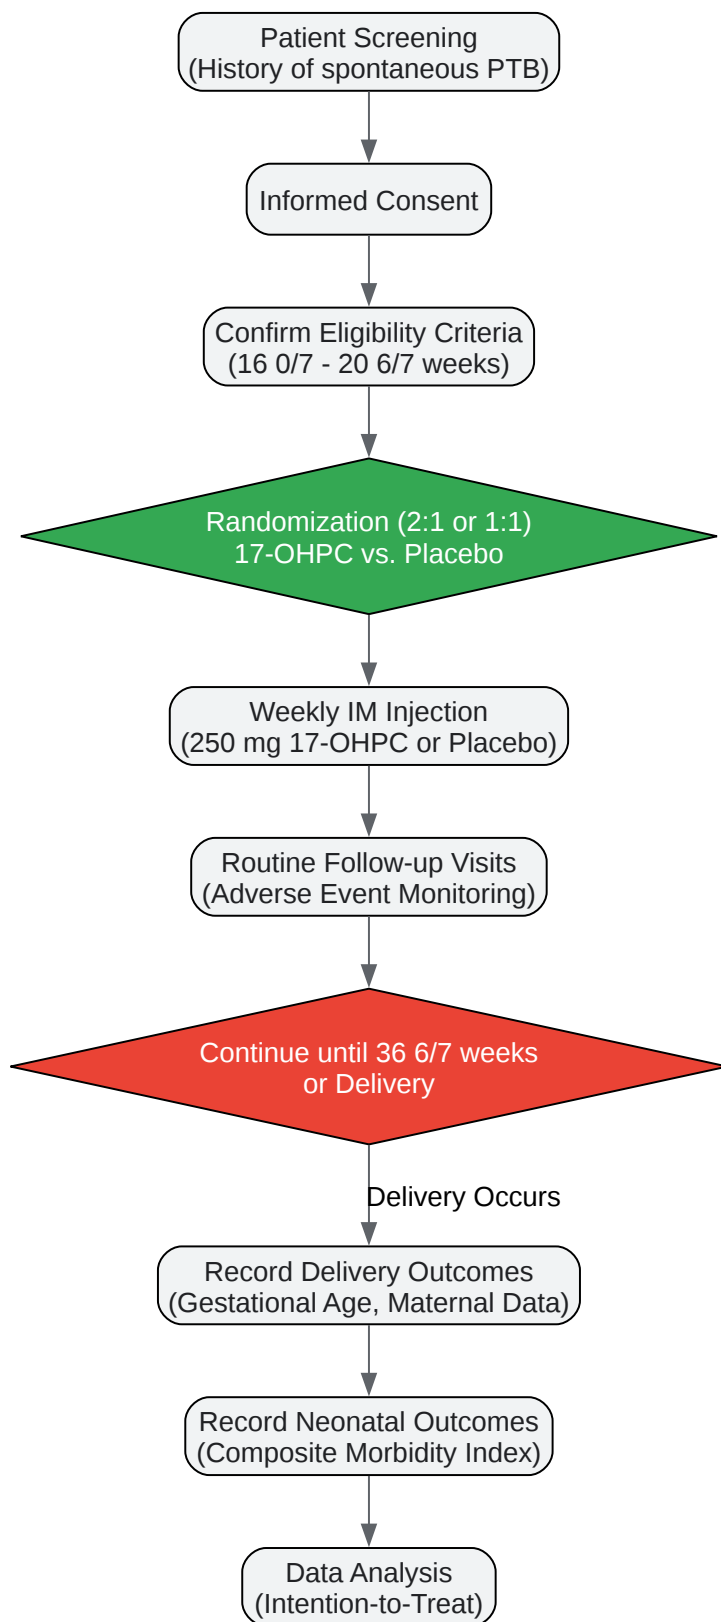 Patient Screening
(History of spontaneous PTB)
Informed Consent
Confirm Eligibility Criteria
(16 0/7 - 20 6/7 weeks)
Randomization (2:1 or 1:1)
17-OHPC vs. Placebo
Weekly IM Injection
(250 mg 17-OHPC or Placebo)
Routine Follow-up Visits
(Adverse Event Monitoring)
Continue until 36 6/7 weeks
or Delivery
Delivery Occurs
Record Delivery Outcomes
(Gestational Age, Maternal Data)
Record Neonatal Outcomes
(Composite Morbidity Index)
Data Analysis
(Intention-to-Treat)